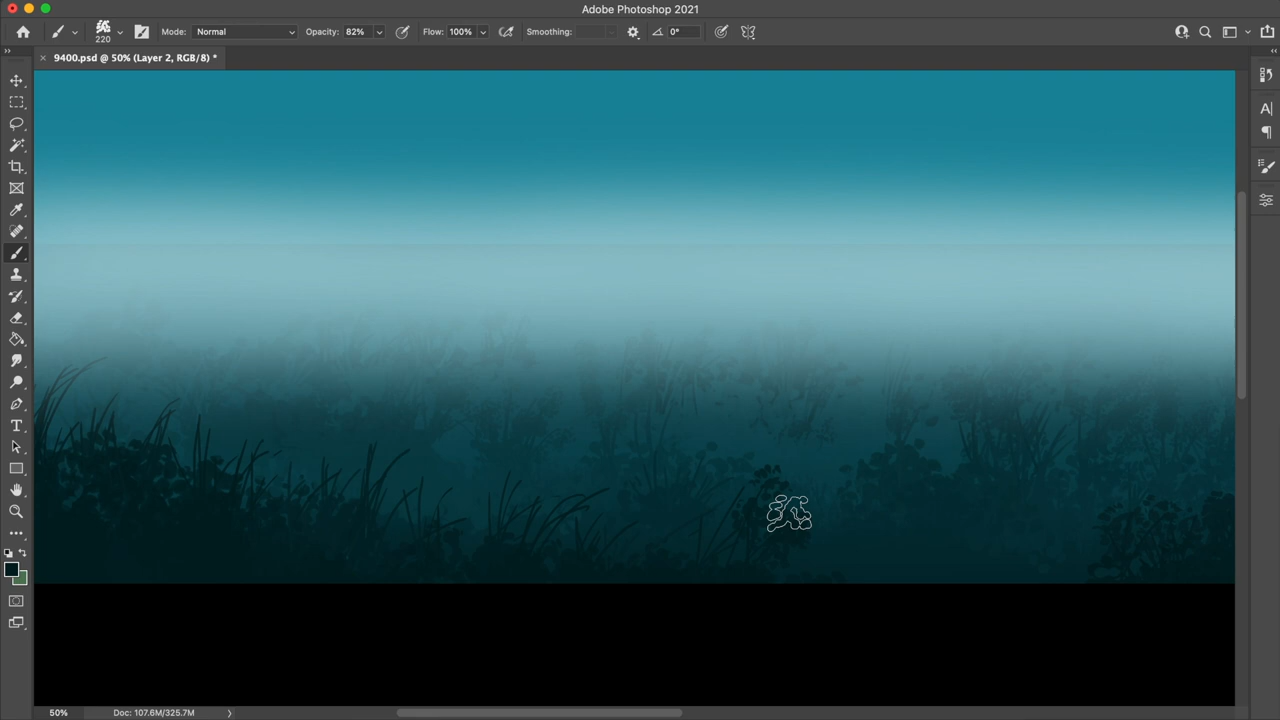 Adobe Photoshop 2021
220
Mode: Normal Opacity: 82% Flow: 100% Smoothing: 0°
9400.psd @ 50% (Layer 2, RGB/8) *
50% Doc: 107.6M/325.7M